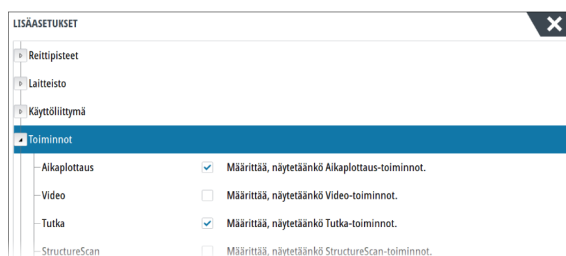 LISÄASETUKSET
Reittipisteet
Laitteisto
Käyttöliittymä
Toiminnot
Aikaplottaus Määrittää, näytetäänkö Aikaplottaus-toiminnot.
Video Määrittää, näytetäänkö Video-toiminnot.
Tutka Määrittää, näytetäänkö Tutka-toiminnot.
StructureScan Määrittää, näytetäänkö StructureScan-toiminnot.